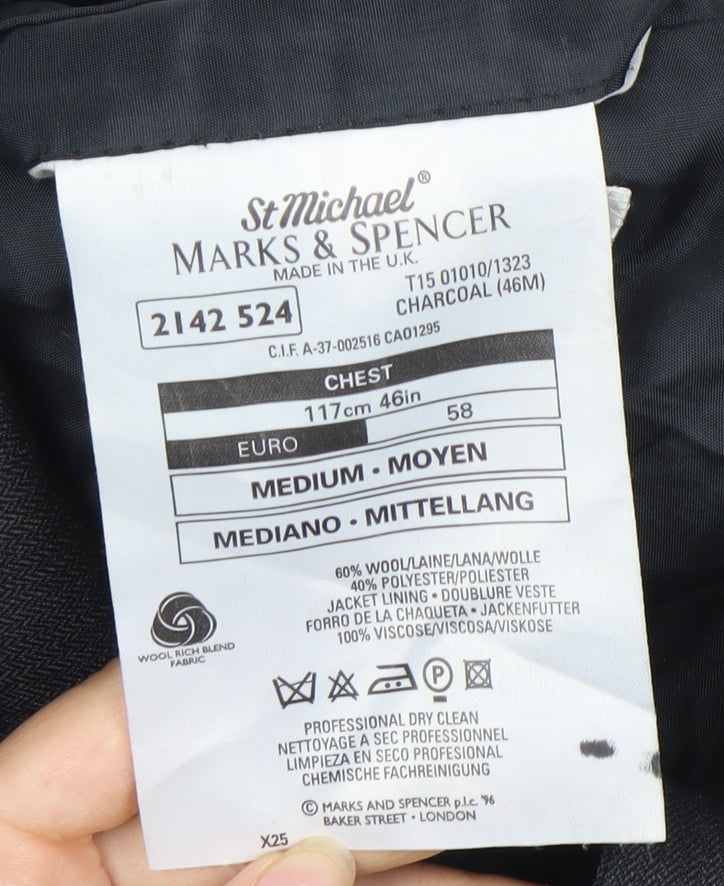 St Michael®
MARKS & SPENCER
MADE IN THE U.K.
2142 524
T15 01010/1323
CHARCOAL (46M)
C.I.F. A-37-002516 CAO1295
CHEST
117cm 46in
EURO 58
MEDIUM • MOYEN
MEDIANO • MITTELLANG
60% WOOL/LAINE/LANA/WOLLE
40% POLYESTER/POLIESTER
JACKET LINING • DOUBLURE VESTE
FORRO DE LA CHAQUETA • JACKENFUTTER
100% VISCOSE/VISCOSA/VISKOSE
WOOL RICH BLEND
FABRIC
P
PROFESSIONAL DRY CLEAN
NETTOYAGE A SEC PROFESSIONNEL
LIMPIEZA EN SECO PROFESIONAL
CHEMISCHE FACHREINIGUNG
© MARKS AND SPENCER p.l.c. '96
BAKER STREET • LONDON
X25